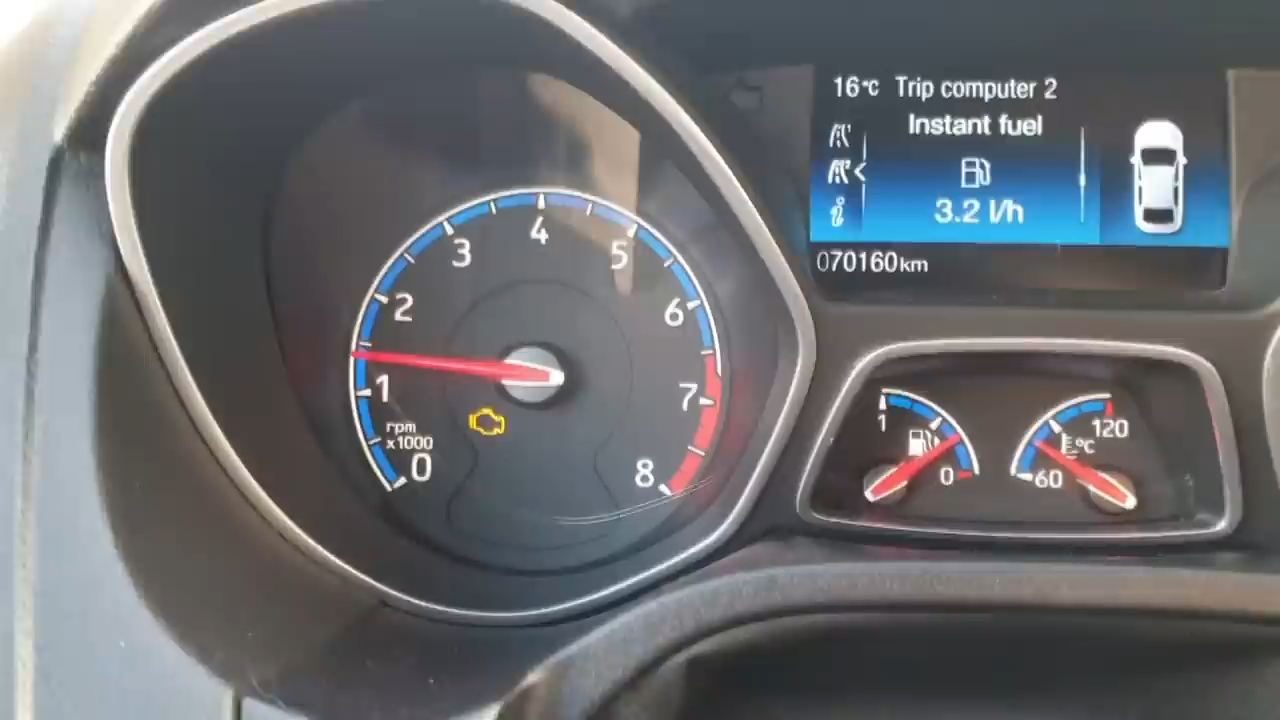 16°C Trip computer 2
Instant fuel
3.2 l/h
070160km
0
1
2
3
4
5
6
7
8
rpm
x1000
1
0
60
120
°C